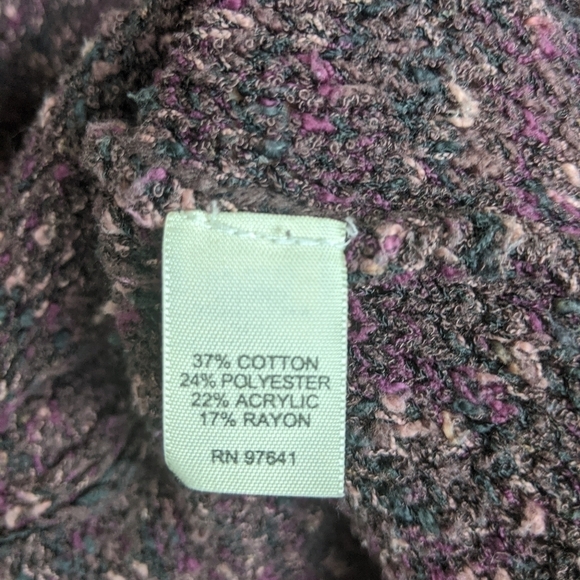 37% COTTON
24% POLYESTER
22% ACRYLIC
17% RAYON
RN 97641